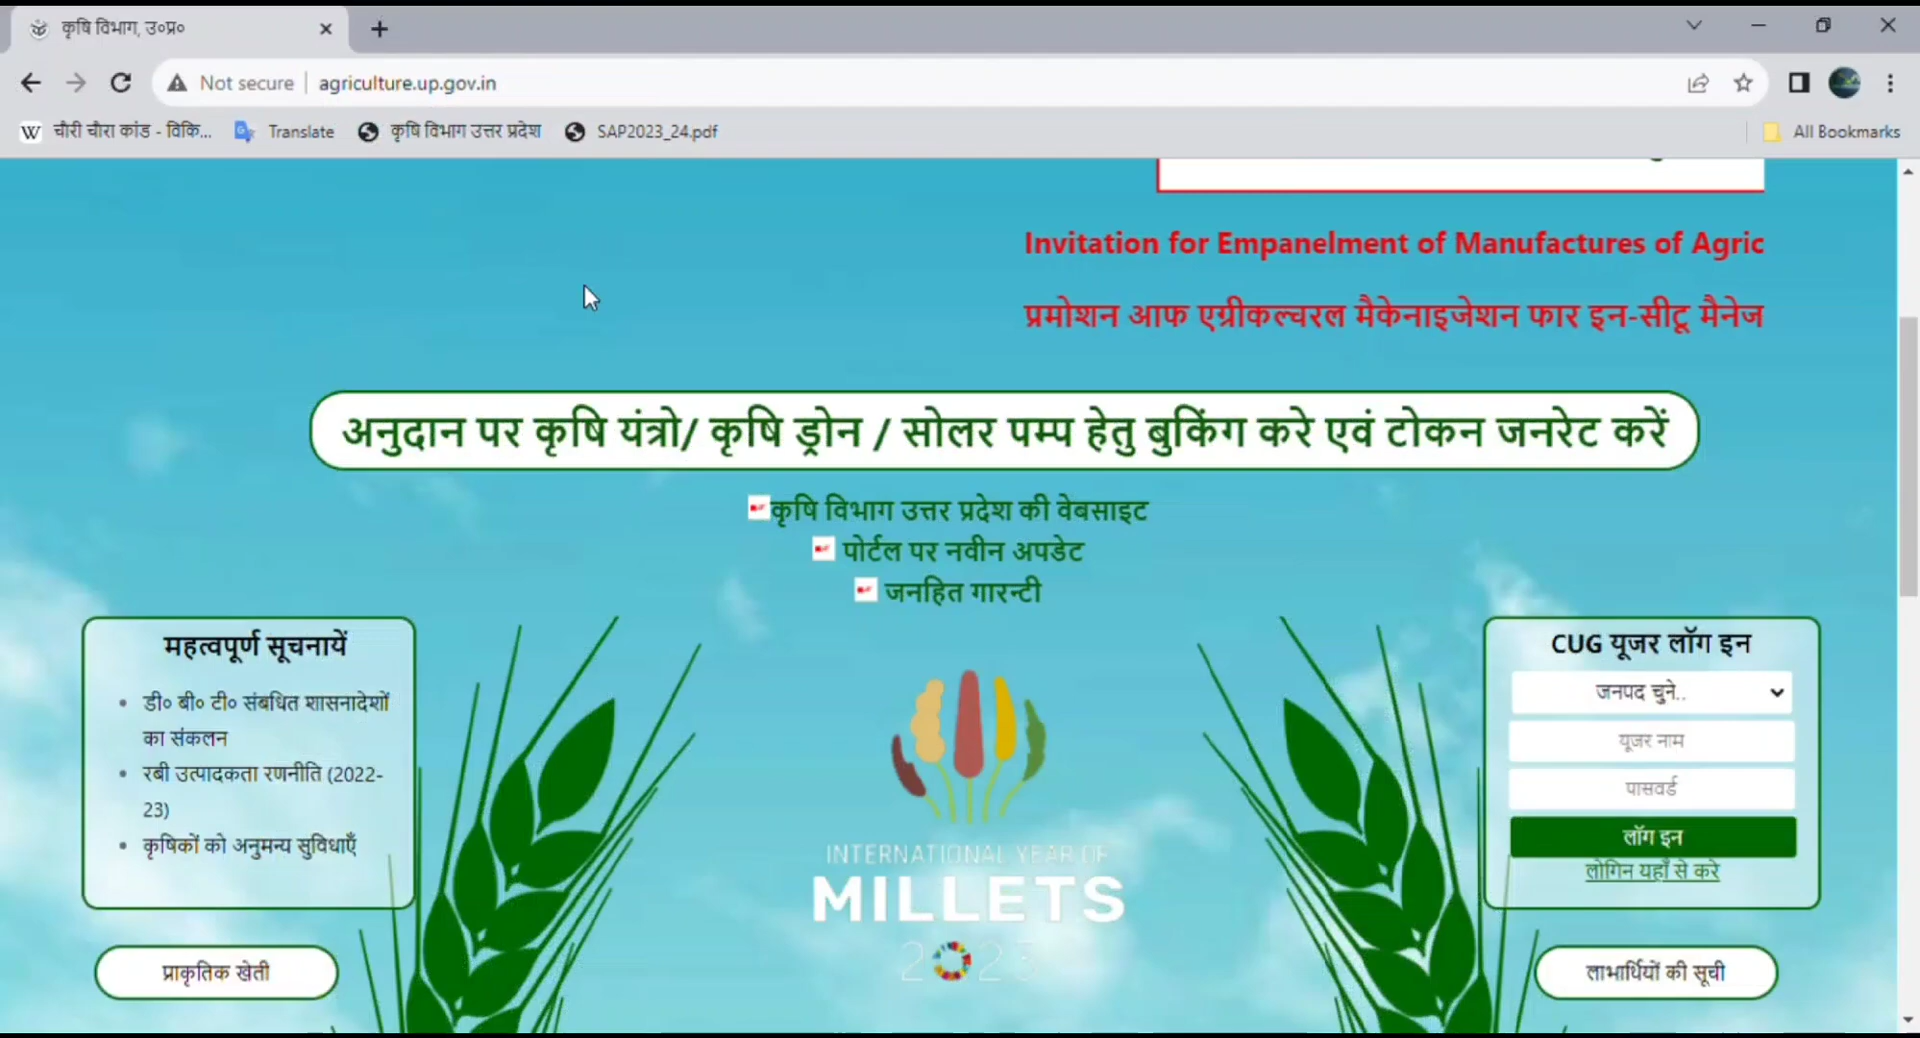 कृषि विभाग, उ०प्र०
Not secure
agriculture.up.gov.in
चौरी चौरा कांड - विकि...
Translate
कृषि विभाग उत्तर प्रदेश
SAP2023_24.pdf
All Bookmarks
Invitation for Empanelment of Manufactures of Agric
प्रमोशन आफ एग्रीकल्चरल मैकेनाइजेशन फार इन-सीटू मैनेज
अनुदान पर कृषि यंत्रो/ कृषि ड्रोन / सोलर पम्प हेतु बुकिंग करे एवं टोकन जनरेट करें
कृषि विभाग उत्तर प्रदेश की वेबसाइट
पोर्टल पर नवीन अपडेट
जनहित गारन्टी
महत्वपूर्ण सूचनायें
डी० बी० टी० संबधित शासनादेशों
का संकलन
रबी उत्पादकता रणनीति (2022-
23)
कृषिकों को अनुमन्य सुविधाएँ
प्राकृतिक खेती
INTERNATIONAL YEAR OF
MILLETS
2023
CUG यूजर लॉग इन
जनपद चुने..
यूजर नाम
पासवर्ड
लॉग इन
लोगिन यहाँ से करे
लाभार्थियों की सूची